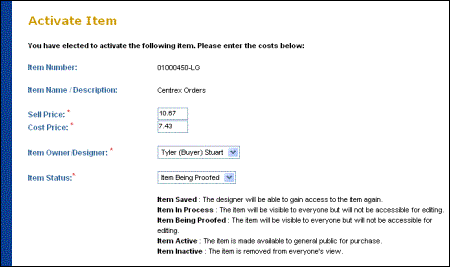 Activate Item
You have elected to activate the following item. Please enter the costs below:
Item Number: 01000450-LG
Item Name / Description: Centrex Orders
Sell Price: * 10.67
Cost Price: * 7.43
Item Owner/Designer: * Tyler (Buyer) Stuart
Item Status: * Item Being Proofed
Item Saved : The designer will be able to gain access to the item again.
Item In Process : The item will be visible to everyone but will not be accessible for editing.
Item Being Proofed : The item will be visible to everyone but will not be accessible for
editing.
Item Active : The item is made available to general public for purchase.
Item Inactive : The item is removed from everyone's view.